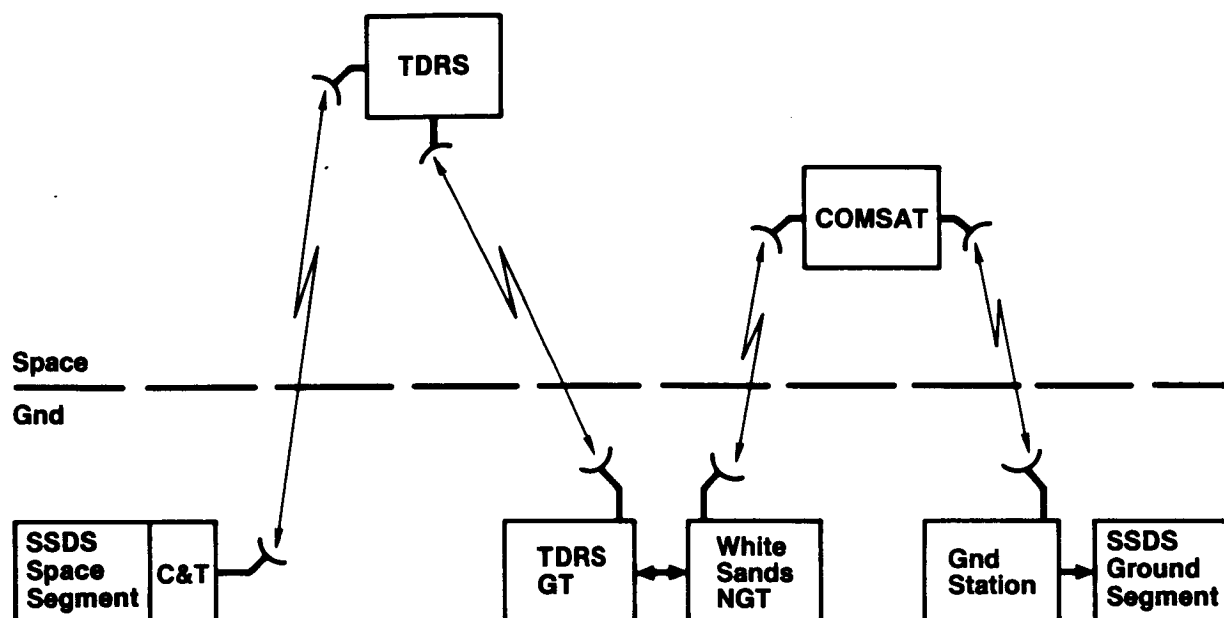 TDRS
COMSAT
Space
Gnd
SSDS
Space
Segment
C&T
TDRS
GT
White
Sands
NGT
Gnd
Station
SSDS
Ground
Segment